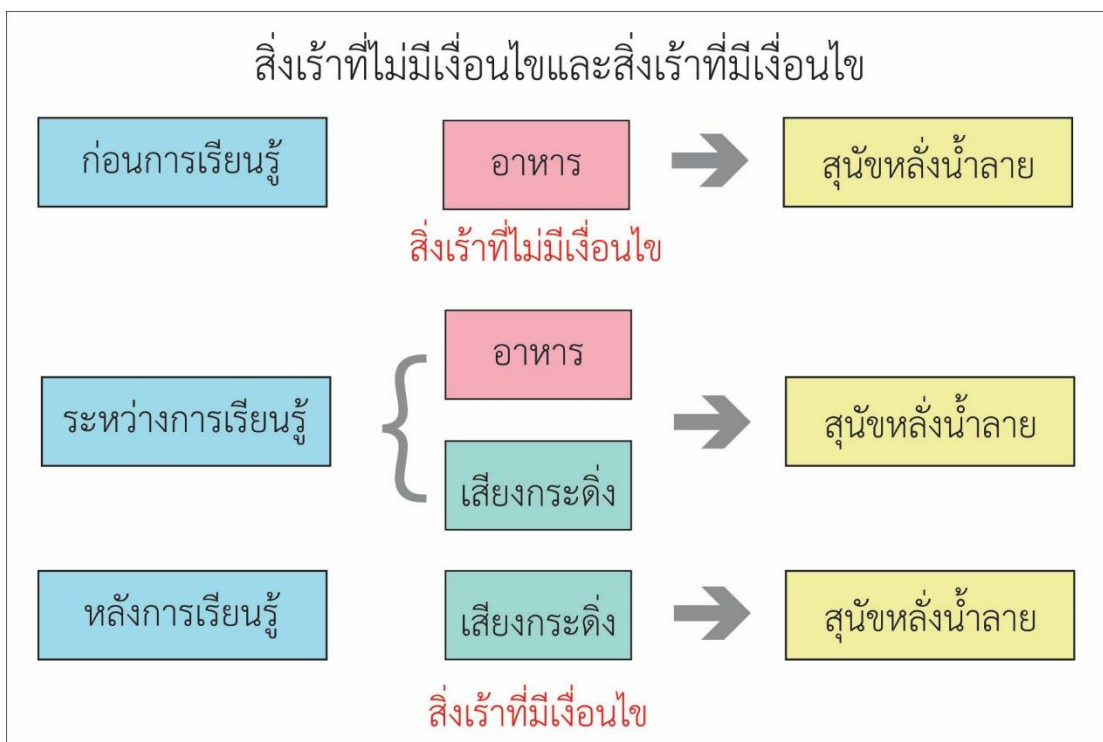 สิ่งเร้าที่ไม่มีเงื่อนไขและสิ่งเร้าที่มีเงื่อนไข
ก่อนการเรียนรู้
อาหาร
สุนัขหลั่งน้ำลาย
สิ่งเร้าที่ไม่มีเงื่อนไข
ระหว่างการเรียนรู้
อาหาร
เสียงกระดิ่ง
สุนัขหลั่งน้ำลาย
หลังการเรียนรู้
เสียงกระดิ่ง
สุนัขหลั่งน้ำลาย
สิ่งเร้าที่มีเงื่อนไข